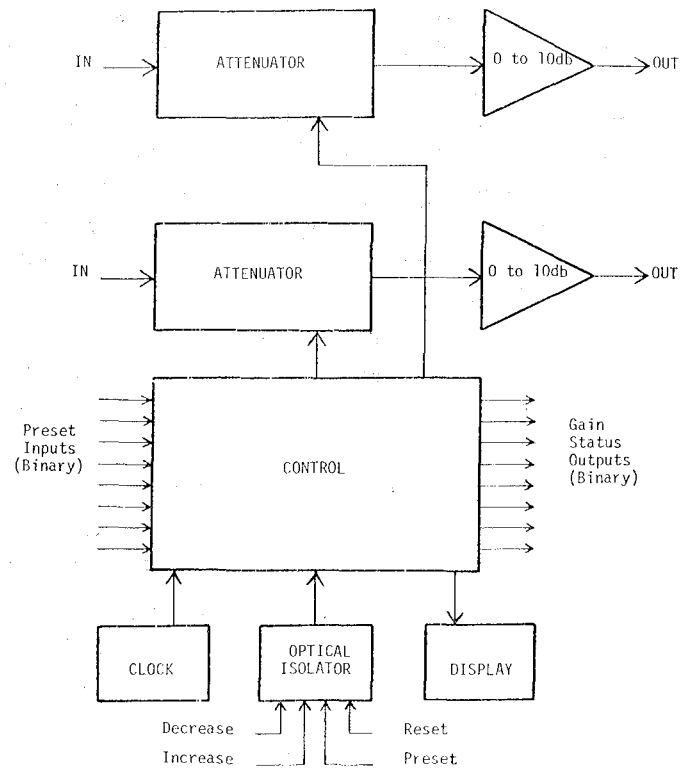 IN
ATTENUATOR
0 to 10db
OUT
IN
ATTENUATOR
0 to 10db
OUT
Preset
Inputs
(Binary)
CONTROL
Gain
Status
Outputs
(Binary)
CLOCK
OPTICAL
ISOLATOR
DISPLAY
Decrease
Reset
Increase
Preset